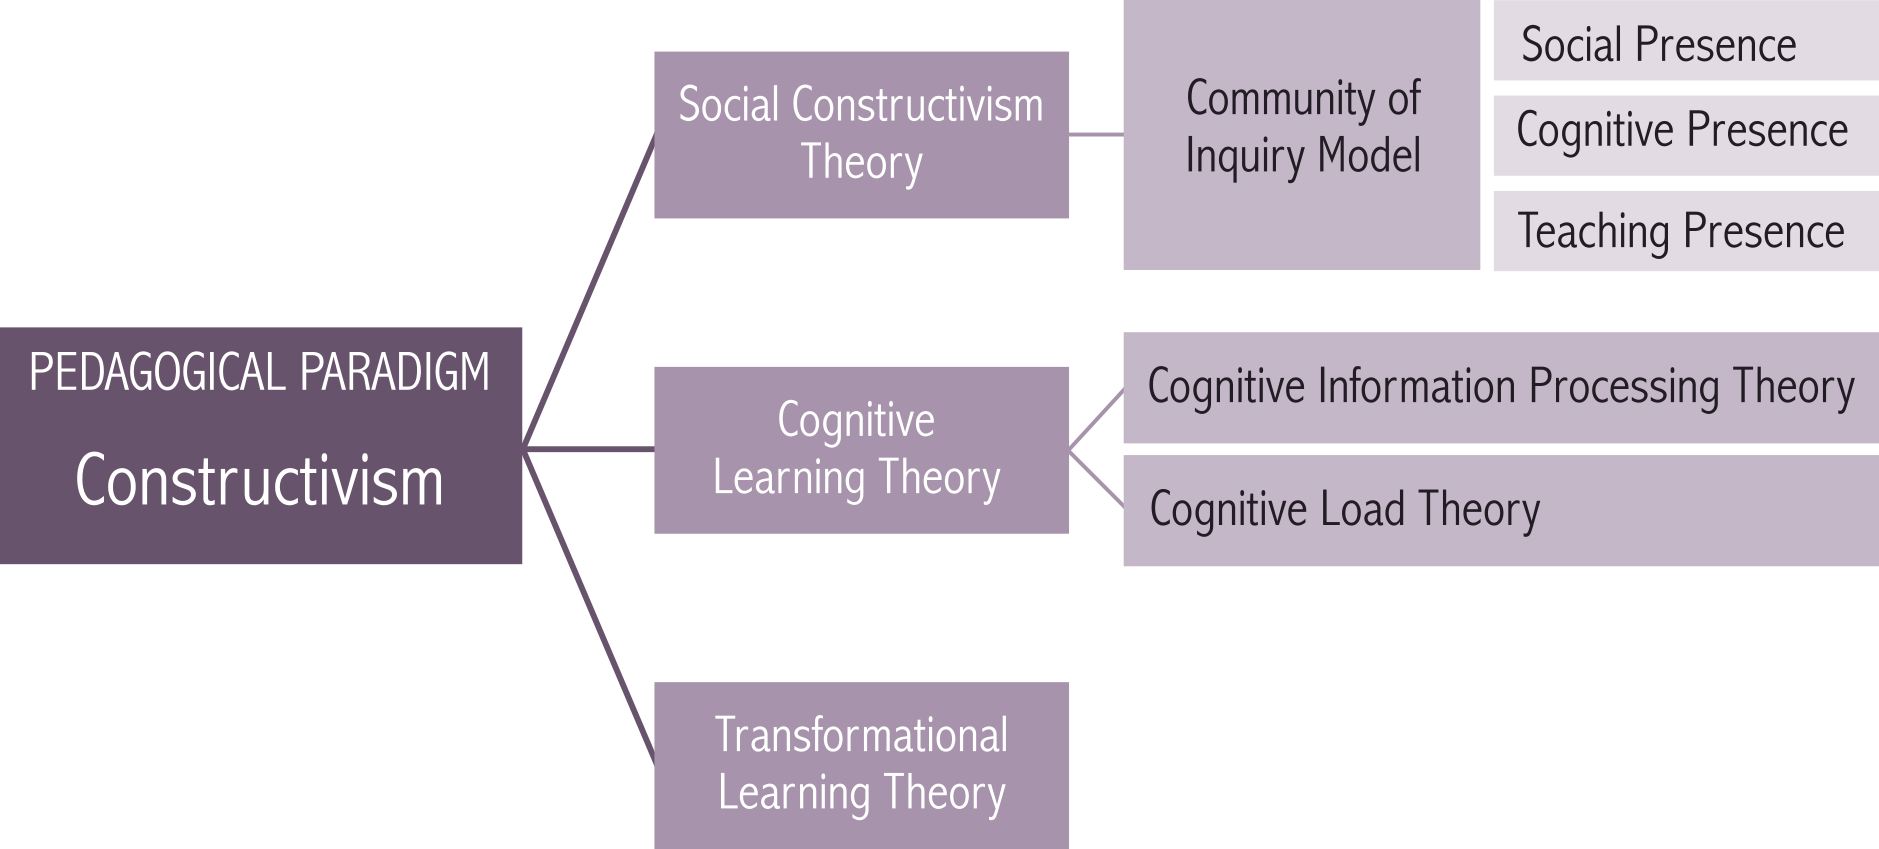 PEDAGOGICAL PARADIGM
Constructivism
Social Constructivism
Theory
Community of
Inquiry Model
Social Presence
Cognitive Presence
Teaching Presence
Cognitive
Learning Theory
Cognitive Information Processing Theory
Cognitive Load Theory
Transformational
Learning Theory